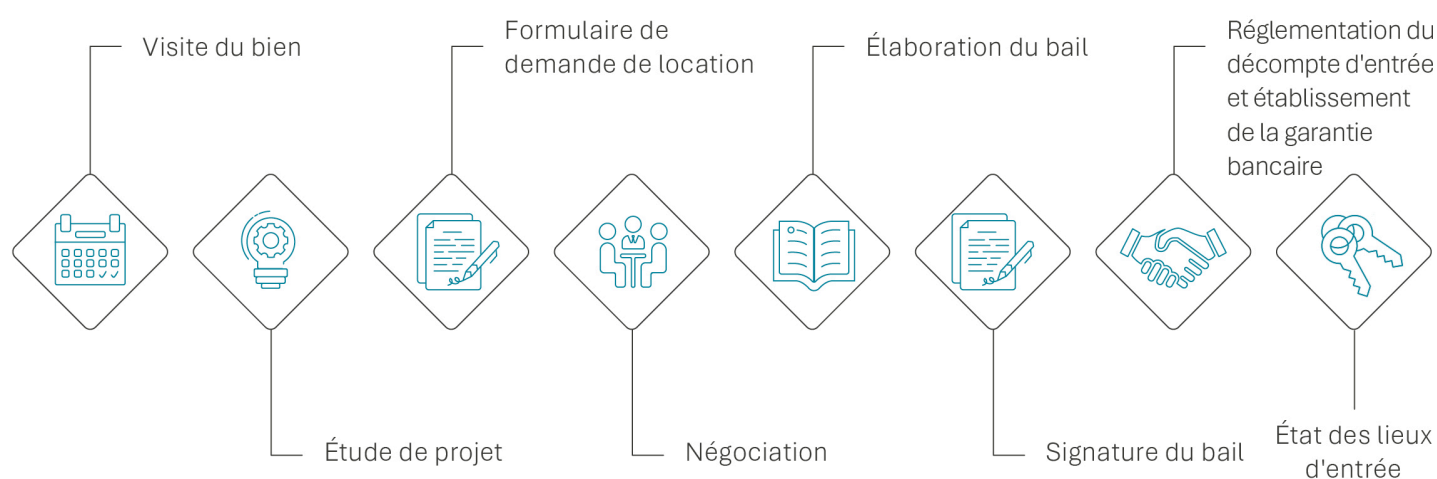 Visite du bien
Étude de projet
Formulaire de
demande de location
Négociation
Élaboration du bail
Signature du bail
Réglementation du
décompte d'entrée
et établissement
de la garantie
bancaire
État des lieux
d'entrée